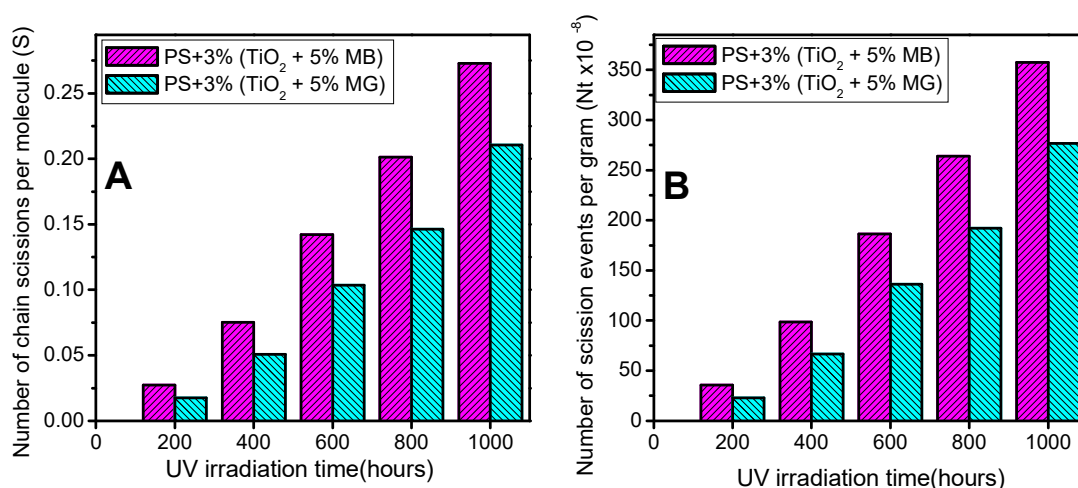 PS+3% (TiO₂ + 5% MB)
PS+3% (TiO₂ + 5% MG)
A
Number of chain scissions per molecule (S)
0.25
0.20
0.15
0.10
0.05
0.00
0 200 400 600 800 1000
UV irradiation time(hours)
PS+3% (TiO₂ + 5% MB)
PS+3% (TiO₂ + 5% MG)
B
Number of scission events per gram (Nt x10⁻⁸)
350
300
250
200
150
100
50
0
0 200 400 600 800 1000
UV irradiation time(hours)